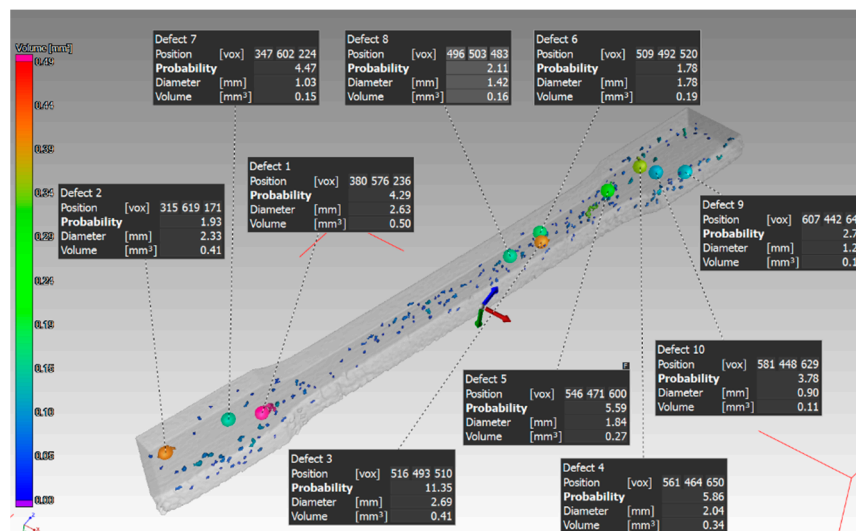 Defect 7
Position [vox] 347 602 224
Probability 4.47
Diameter [mm] 1.03
Volume [mm³] 0.15
Defect 8
Position [vox] 496 503 483
Probability 2.11
Diameter [mm] 1.42
Volume [mm³] 0.16
Defect 6
Position [vox] 509 492 520
Probability 1.78
Diameter [mm] 1.78
Volume [mm³] 0.19
Volume [mm³]
0.49
0.44
0.39
0.34
0.29
0.24
0.19
0.15
0.10
0.05
0.00
Defect 2
Position [vox] 315 619 171
Probability 1.93
Diameter [mm] 2.33
Volume [mm³] 0.41
Defect 1
Position [vox] 380 576 236
Probability 4.29
Diameter [mm] 2.63
Volume [mm³] 0.50
Defect 9
Position [vox] 607 442 64
Probability 2.7
Diameter [mm] 1.2
Volume [mm³] 0.1
Defect 10
Position [vox] 581 448 629
Probability 3.78
Diameter [mm] 0.90
Volume [mm³] 0.11
Defect 5
Position [vox] 546 471 600
Probability 5.59
Diameter [mm] 1.84
Volume [mm³] 0.27
Defect 3
Position [vox] 516 493 510
Probability 11.35
Diameter [mm] 2.69
Volume [mm³] 0.41
Defect 4
Position [vox] 561 464 650
Probability 5.86
Diameter [mm] 2.04
Volume [mm³] 0.34